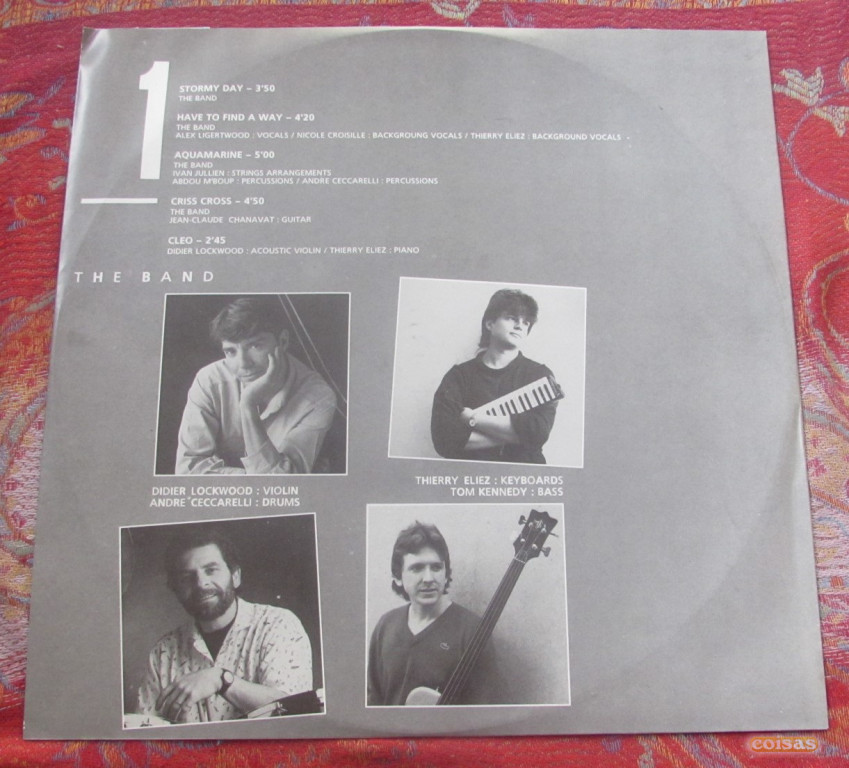 1
STORMY DAY – 3'50
THE BAND
HAVE TO FIND A WAY – 4'20
THE BAND
ALEX LIGERTWOOD : VOCALS / NICOLE CROISILLE : BACKGROUNG VOCALS / THIERRY ELIEZ : BACKGROUND VOCALS
AQUAMARINE – 5'00
THE BAND
IVAN JULLIEN : STRINGS ARRANGEMENTS
ABDOU M'BOUP : PERCUSSIONS / ANDRE CECCARELLI : PERCUSSIONS
CRISS CROSS – 4'50
THE BAND
JEAN-CLAUDE CHANAVAT : GUITAR
CLEO – 2'45
DIDIER LOCKWOOD : ACOUSTIC VIOLIN / THIERRY ELIEZ : PIANO
THE BAND
DIDIER LOCKWOOD : VIOLIN
ANDRE CECCARELLI : DRUMS
THIERRY ELIEZ : KEYBOARDS
TOM KENNEDY : BASS
coisas